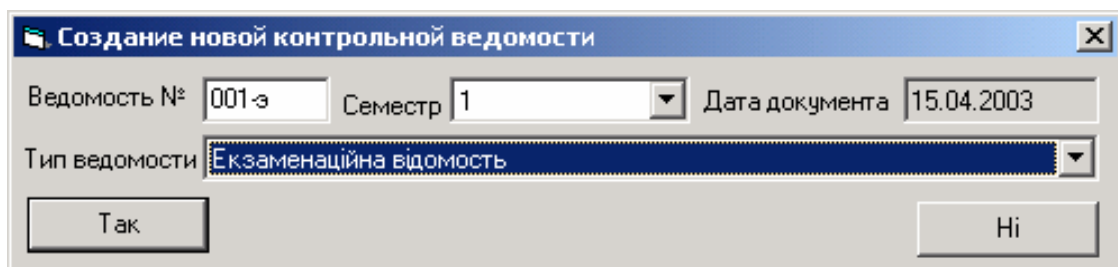 Создание новой контрольной ведомости
Ведомость № 001-э Семестр 1 Дата документа 15.04.2003
Тип ведомости Екзаменаційна відомость
Так Ні